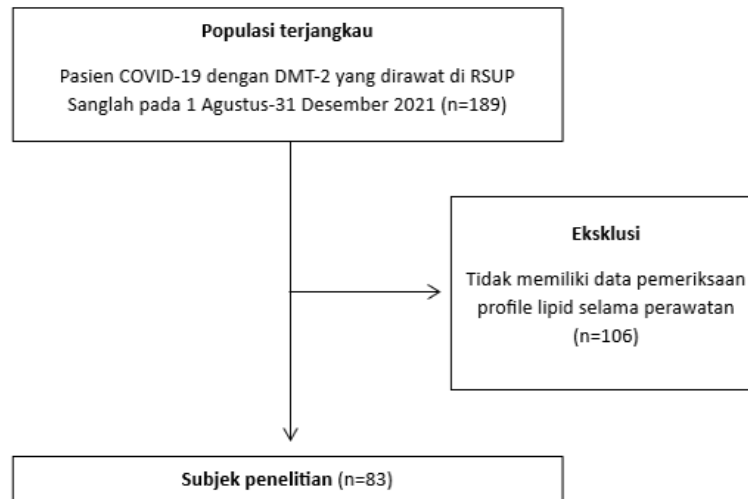 Populasi terjangkau
Pasien COVID-19 dengan DMT-2 yang dirawat di RSUP
Sanglah pada 1 Agustus-31 Desember 2021 (n=189)
Eksklusi
Tidak memiliki data pemeriksaan
profile lipid selama perawatan
(n=106)
Subjek penelitian (n=83)